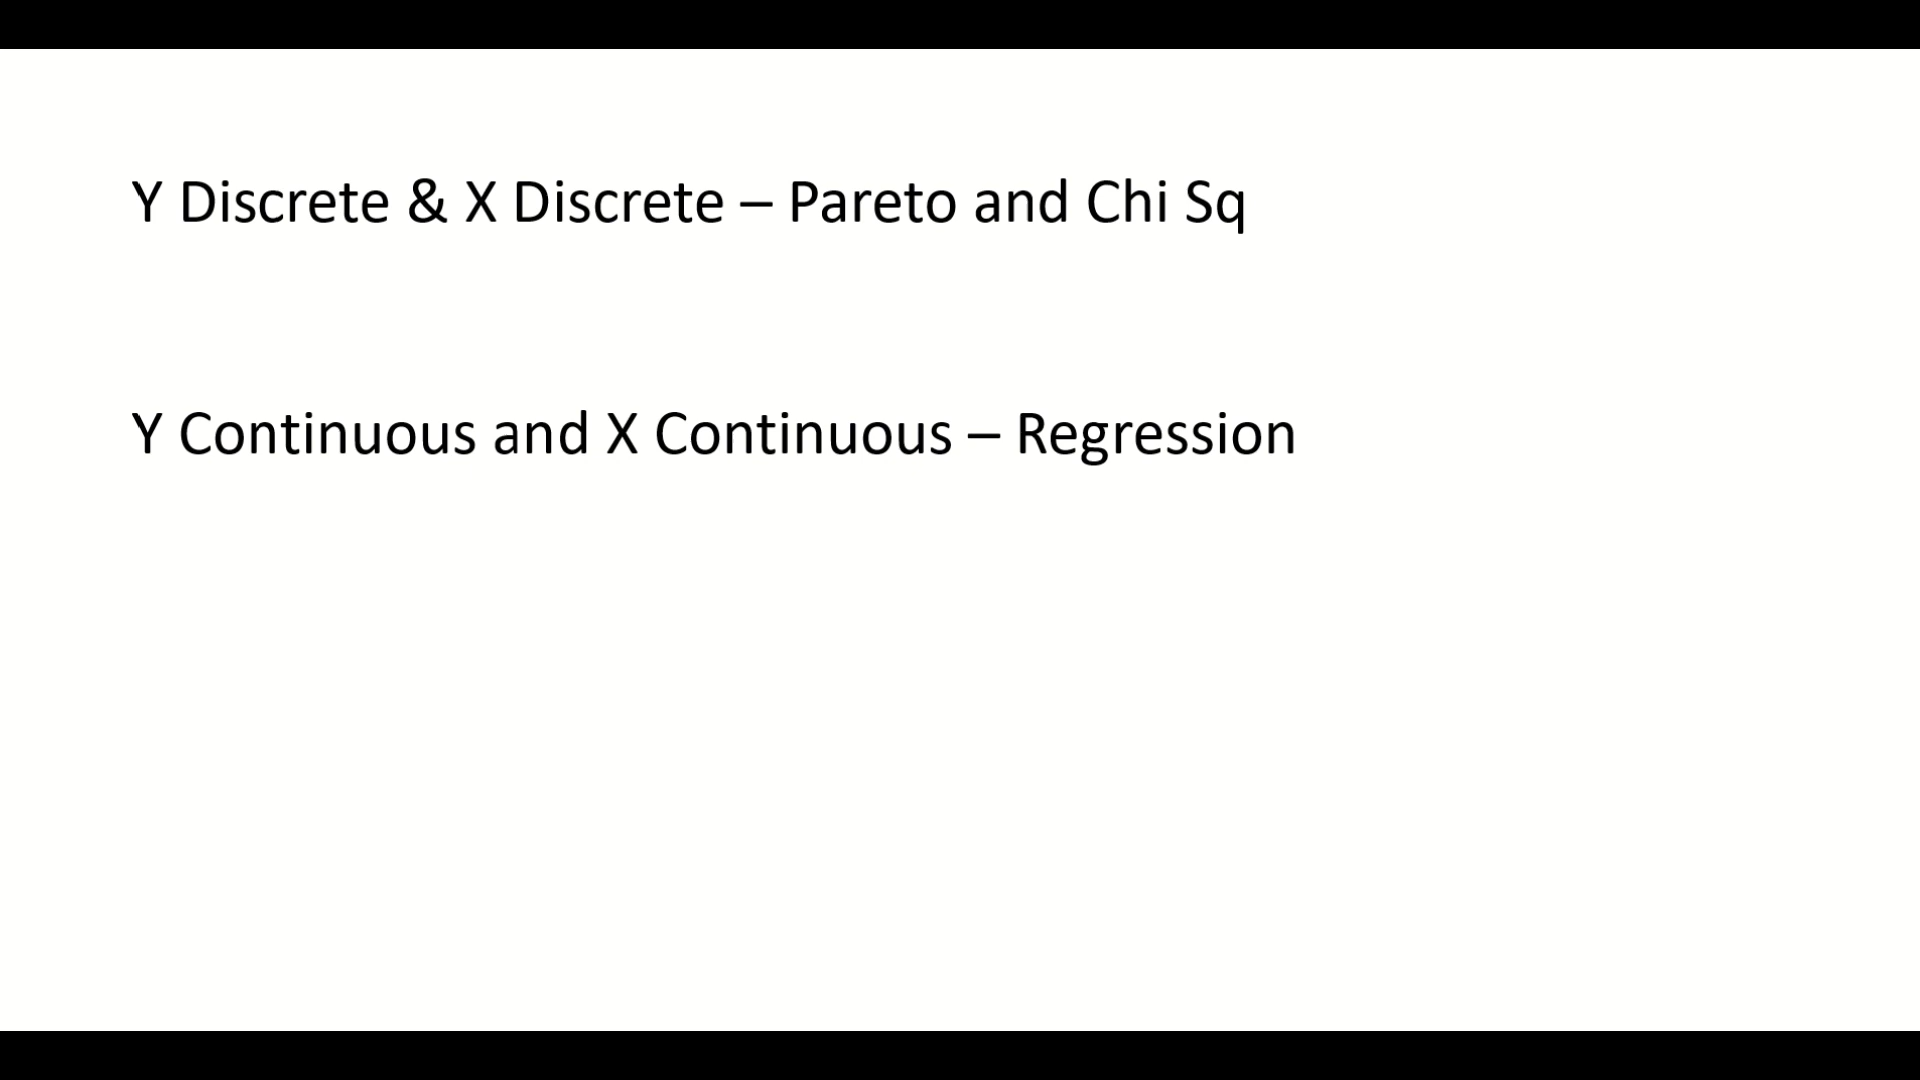 Y Discrete & X Discrete – Pareto and Chi Sq
Y Continuous and X Continuous – Regression